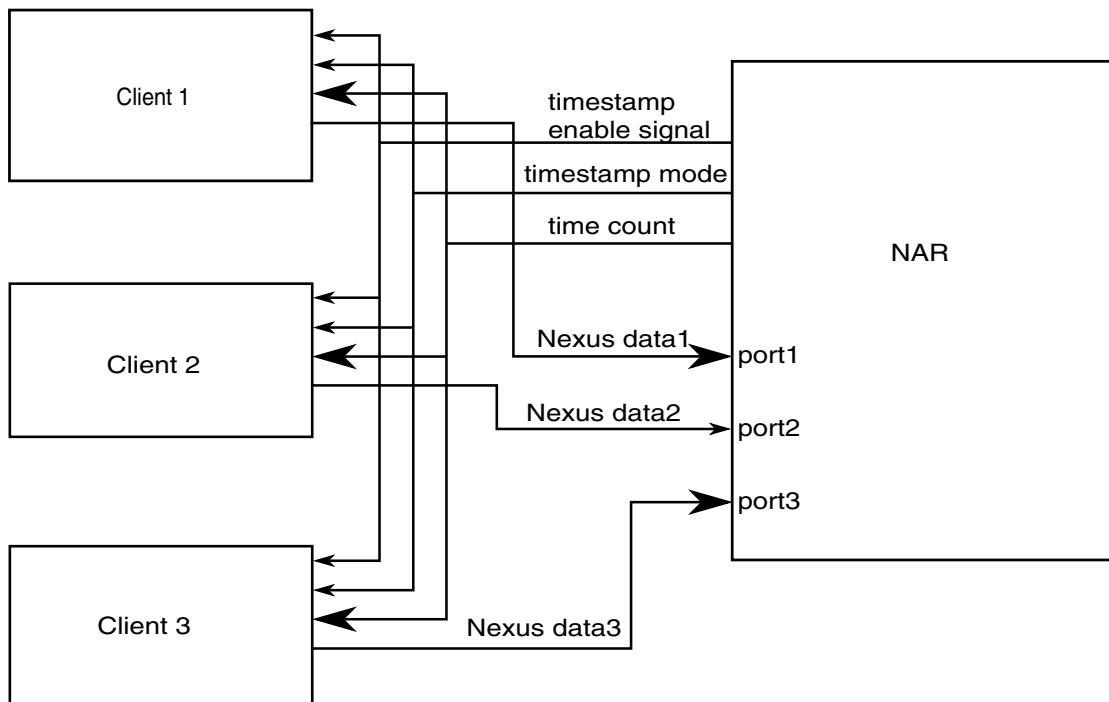 Client 1
timestamp
enable signal
timestamp mode
time count
NAR
Nexus data1
port1
Client 2
Nexus data2
port2
port3
Client 3
Nexus data3